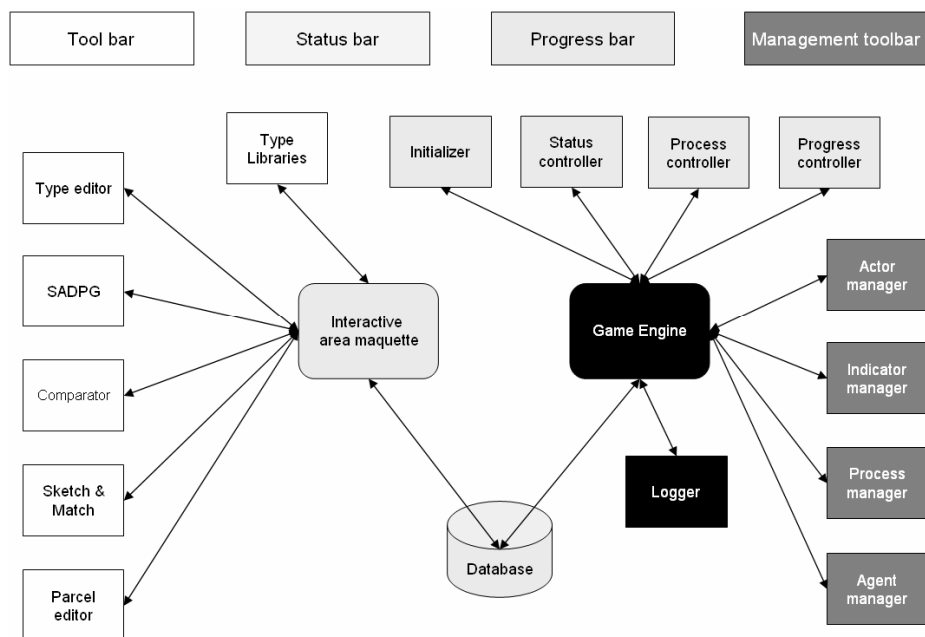 Tool bar
Status bar
Progress bar
Management toolbar
Type
Libraries
Initializer
Status
controller
Process
controller
Progress
controller
Type editor
SADPG
Comparator
Sketch &
Match
Parcel
editor
Interactive
area maquette
Game Engine
Logger
Database
Actor
manager
Indicator
manager
Process
manager
Agent
manager